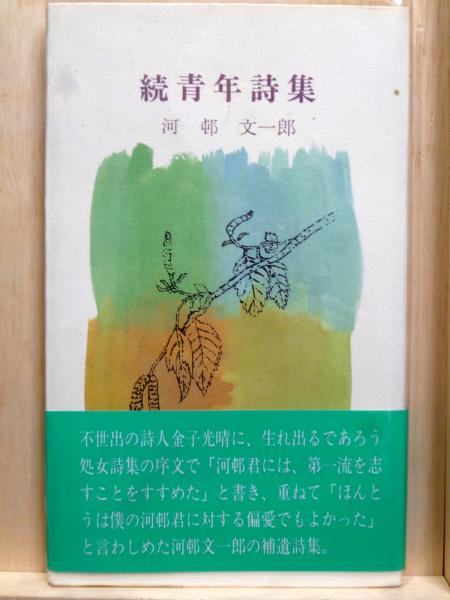 続青年詩集
河邨文一郎
不世出の詩人金子光晴に、生れ出るであろう
処女詩集の序文で「河邨君には、第一流を志
すことをすすめた」と書き、重ねて「ほんと
うは僕の河邨君に対する偏愛でもよかった」
と言わしめた河邨文一郎の補遺詩集。